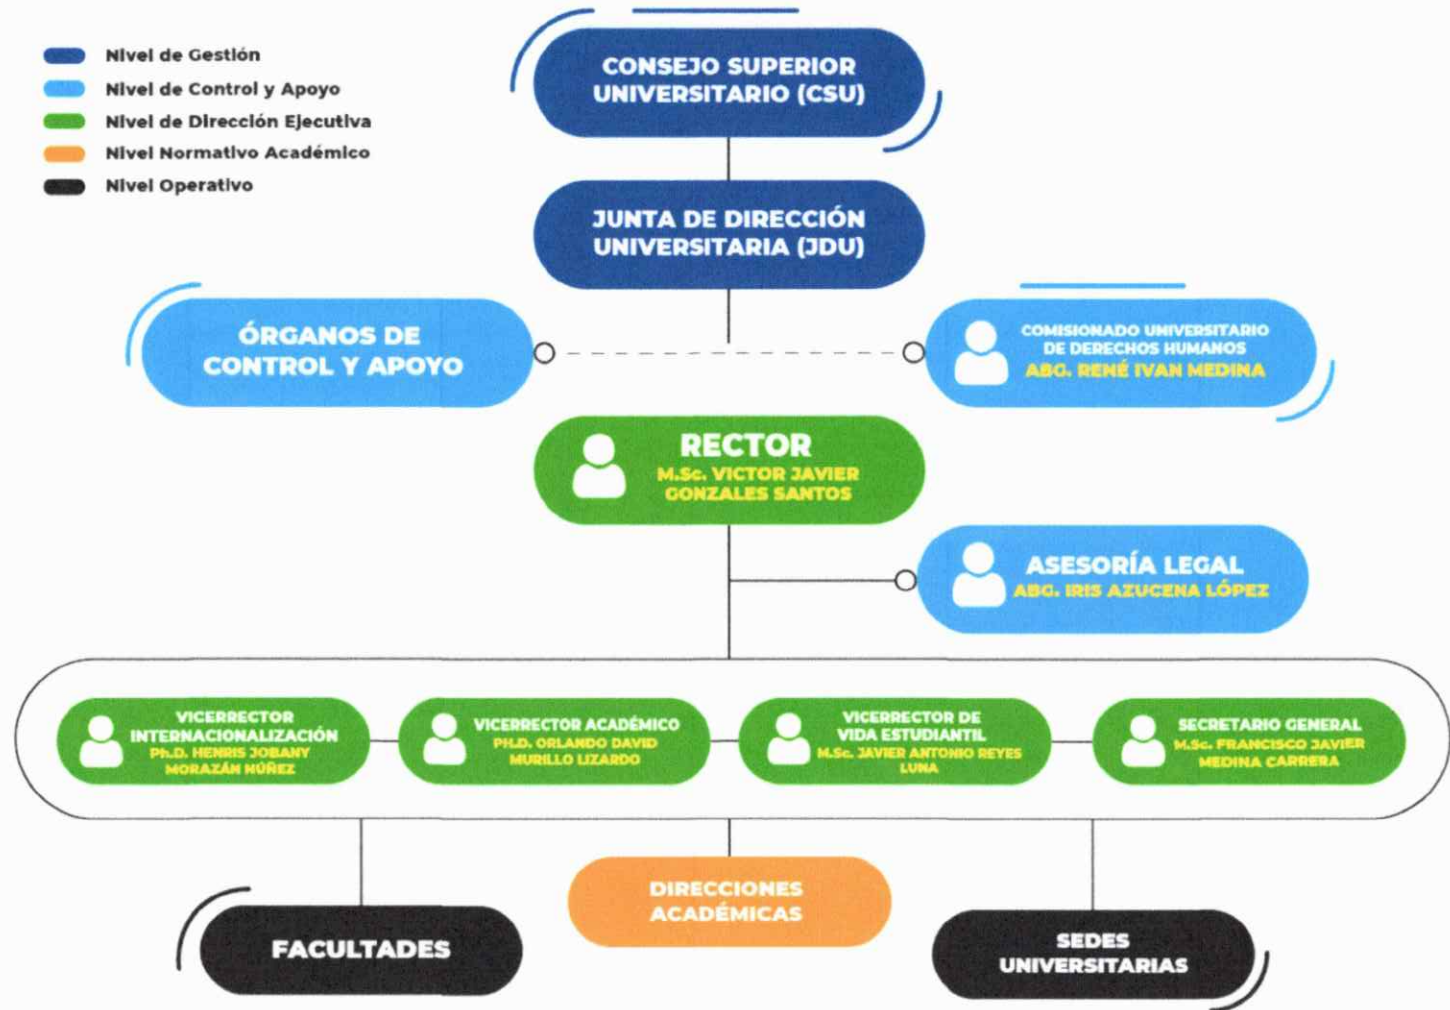 Nivel de Gestión
Nivel de Control y Apoyo
Nivel de Dirección Ejecutiva
Nivel Normativo Académico
Nivel Operativo
CONSEJO SUPERIOR
UNIVERSITARIO (CSU)
JUNTA DE DIRECCIÓN
UNIVERSITARIA (JDU)
ÓRGANOS DE
CONTROL Y APOYO
COMISIONADO UNIVERSITARIO
DE DERECHOS HUMANOS
ABG. RENÉ IVAN MEDINA
RECTOR
M.Sc. VICTOR JAVIER
GONZALES SANTOS
ASESORÍA LEGAL
ABG. IRIS AZUCENA LÓPEZ
VICERRECTOR
INTERNACIONALIZACIÓN
Ph.D. HENRIS JOBANY
MORAZÁN NÚÑEZ
VICERRECTOR ACADÉMICO
PH.D. ORLANDO DAVID
MURILLO LIZARDO
VICERRECTOR DE
VIDA ESTUDIANTIL
M.Sc. JAVIER ANTONIO REYES
LUNA
SECRETARIO GENERAL
M.Sc. FRANCISCO JAVIER
MEDINA CARRERA
FACULTADES
DIRECCIONES
ACADÉMICAS
SEDES
UNIVERSITARIAS